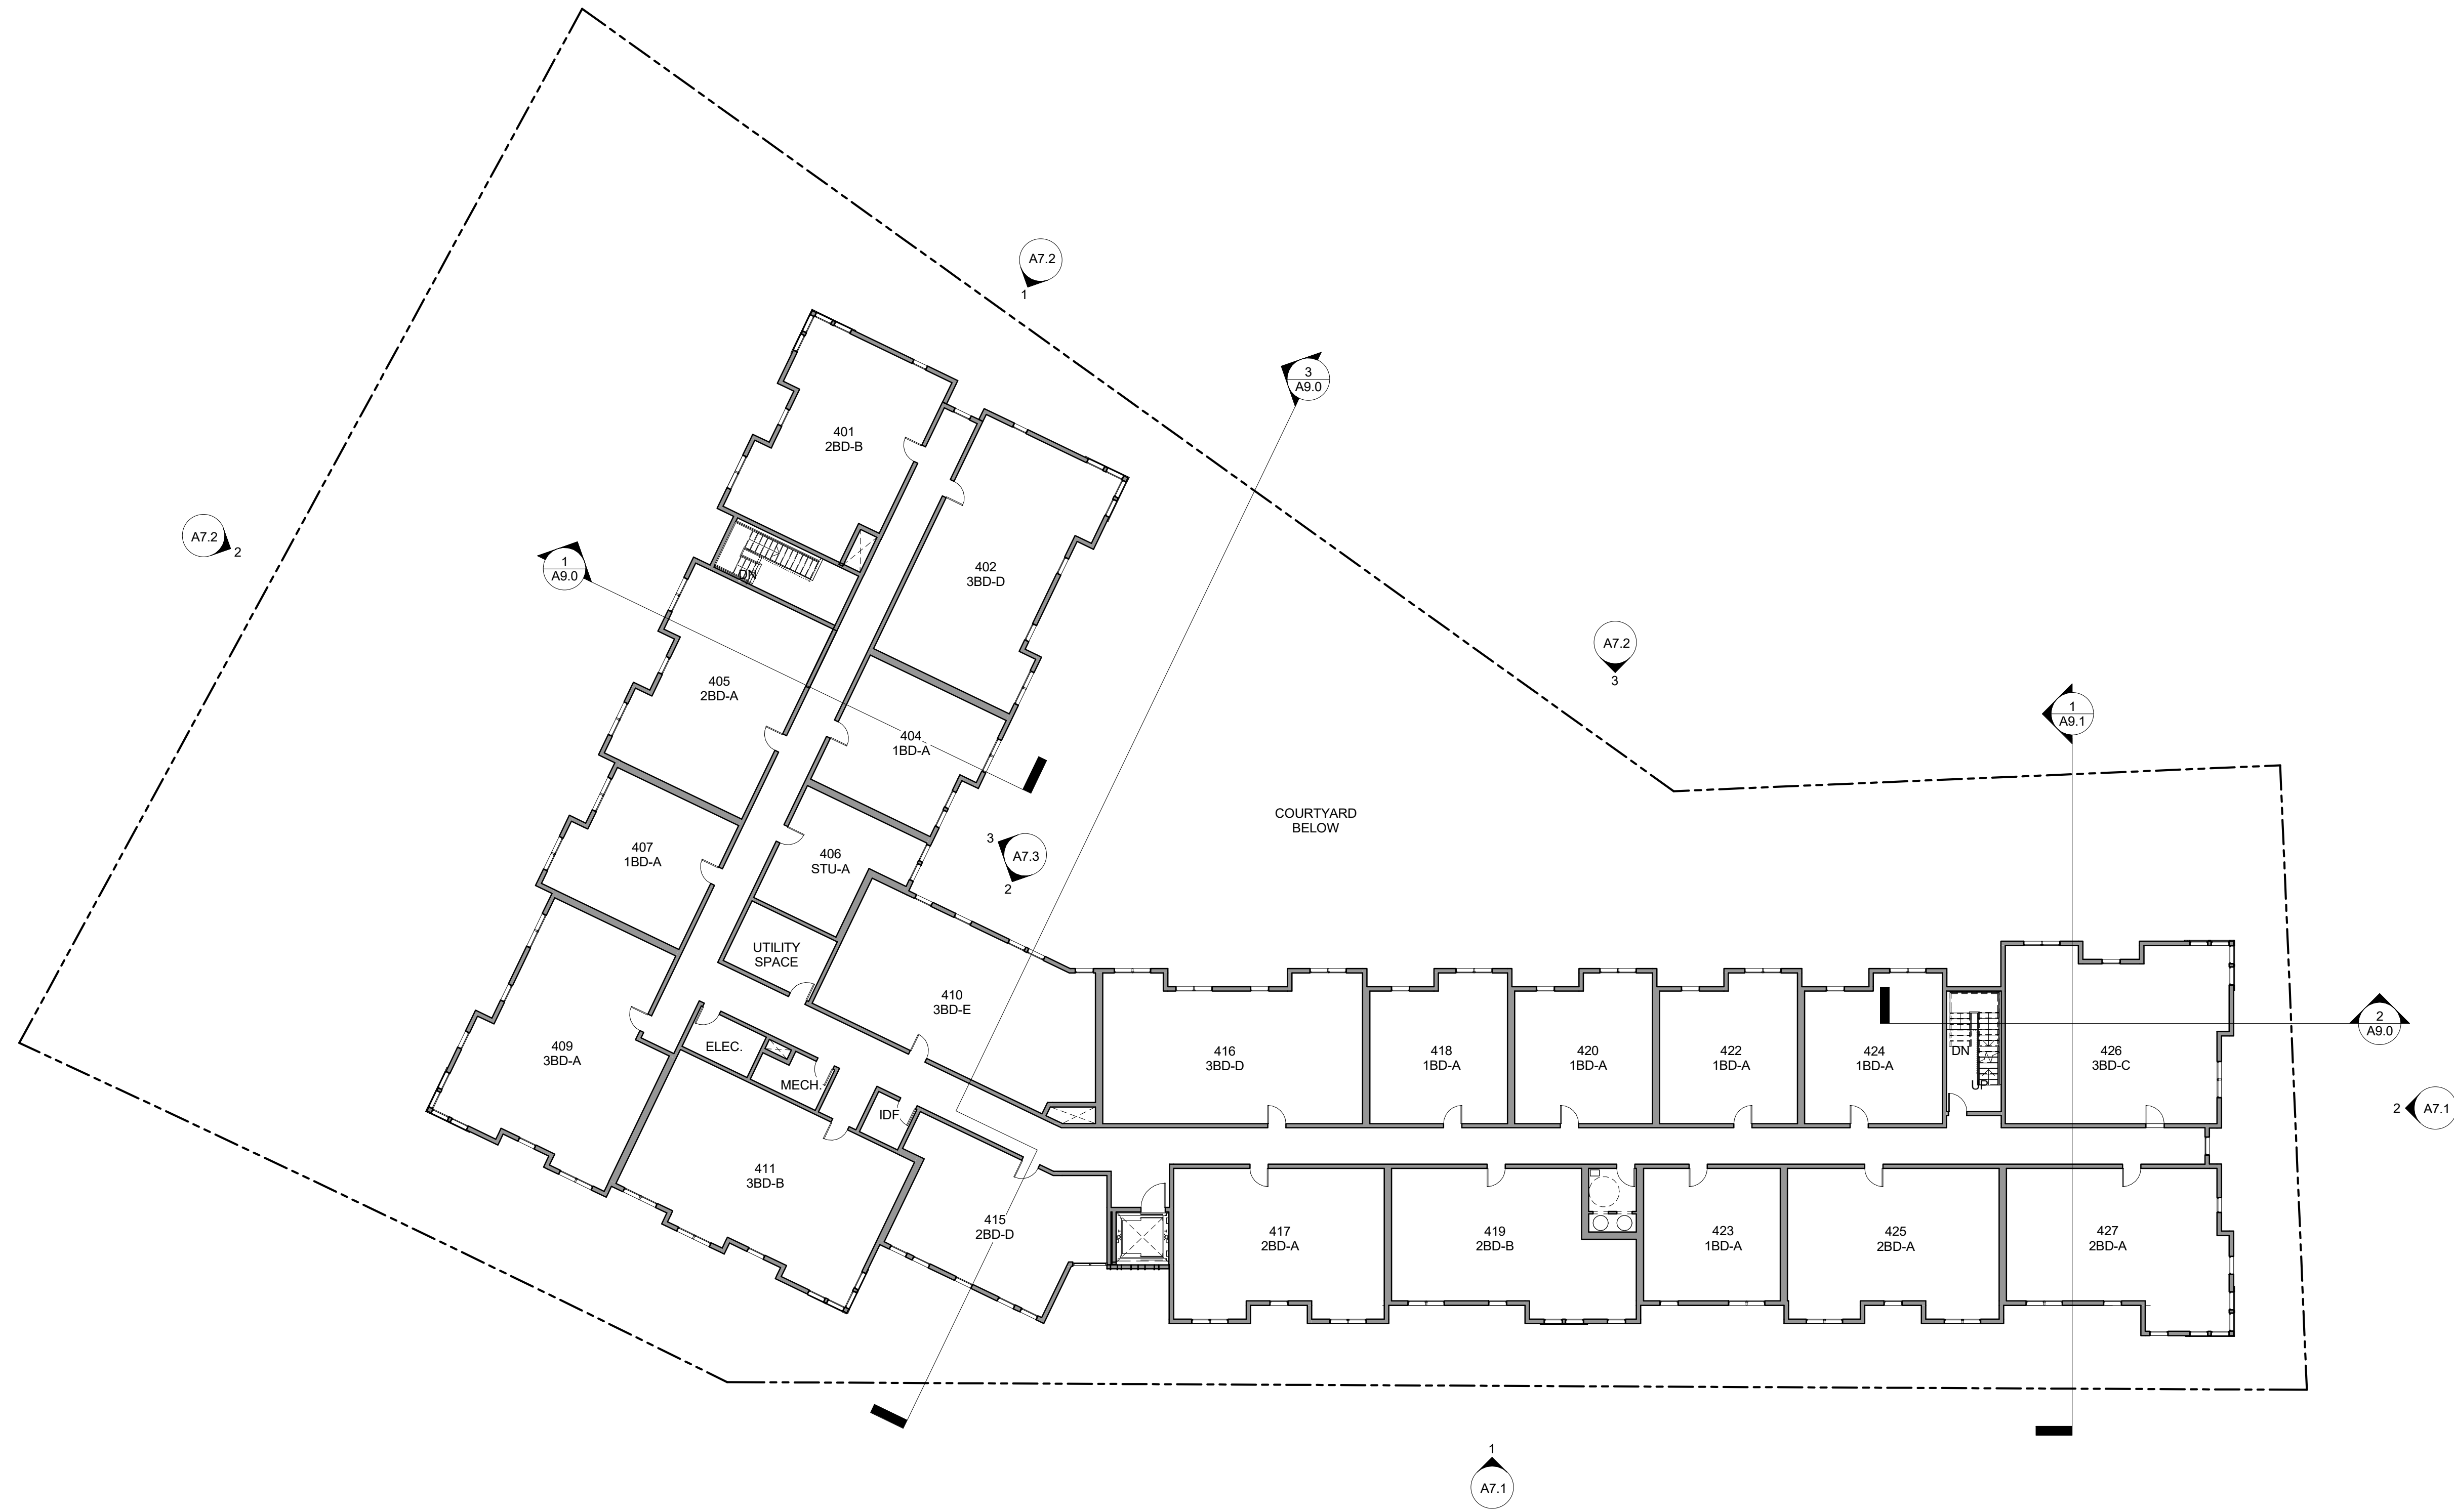 A7.2
1
3
A9.0
401
2BD-B
A7.2
2
1
A9.0
402
3BD-D
DN
A7.2
3
405
2BD-A
1
A9.1
404
1BD-A
COURTYARD
BELOW
407
1BD-A
406
STU-A
3
A7.3
2
UTILITY
SPACE
410
3BD-E
409
3BD-A
ELEC.
MECH.
IDF
416
3BD-D
418
1BD-A
420
1BD-A
422
1BD-A
424
1BD-A
DN
UP
426
3BD-C
2
A9.0
2
A7.1
411
3BD-B
415
2BD-D
417
2BD-A
419
2BD-B
423
1BD-A
425
2BD-A
427
2BD-A
1
A7.1